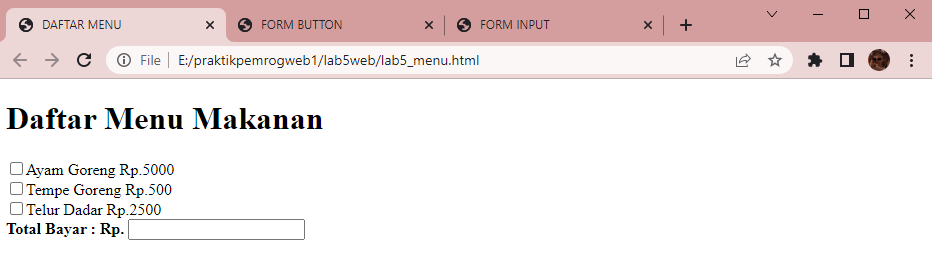 DAFTAR MENU
FORM BUTTON
FORM INPUT
File | E:/praktikpemrogweb1/lab5web/lab5_menu.html
Daftar Menu Makanan
Ayam Goreng Rp.5000
Tempe Goreng Rp.500
Telur Dadar Rp.2500
Total Bayar : Rp.